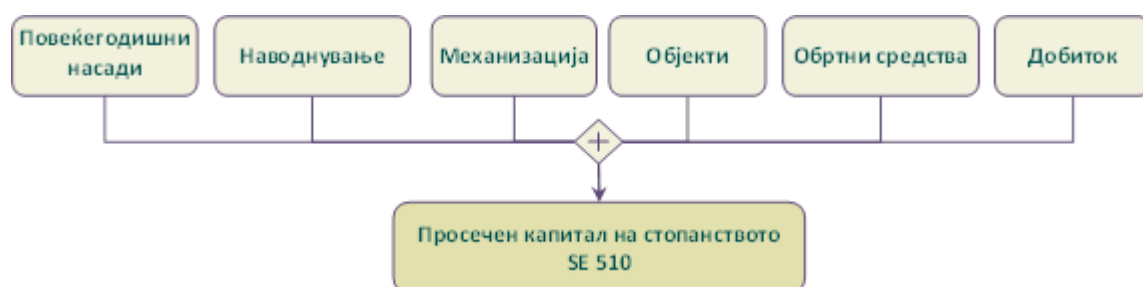 Повеќегодишни
насади
Наводнување
Механизација
Објекти
Обртни средства
Добиток
Просечен капитал на стопанството
SE 510